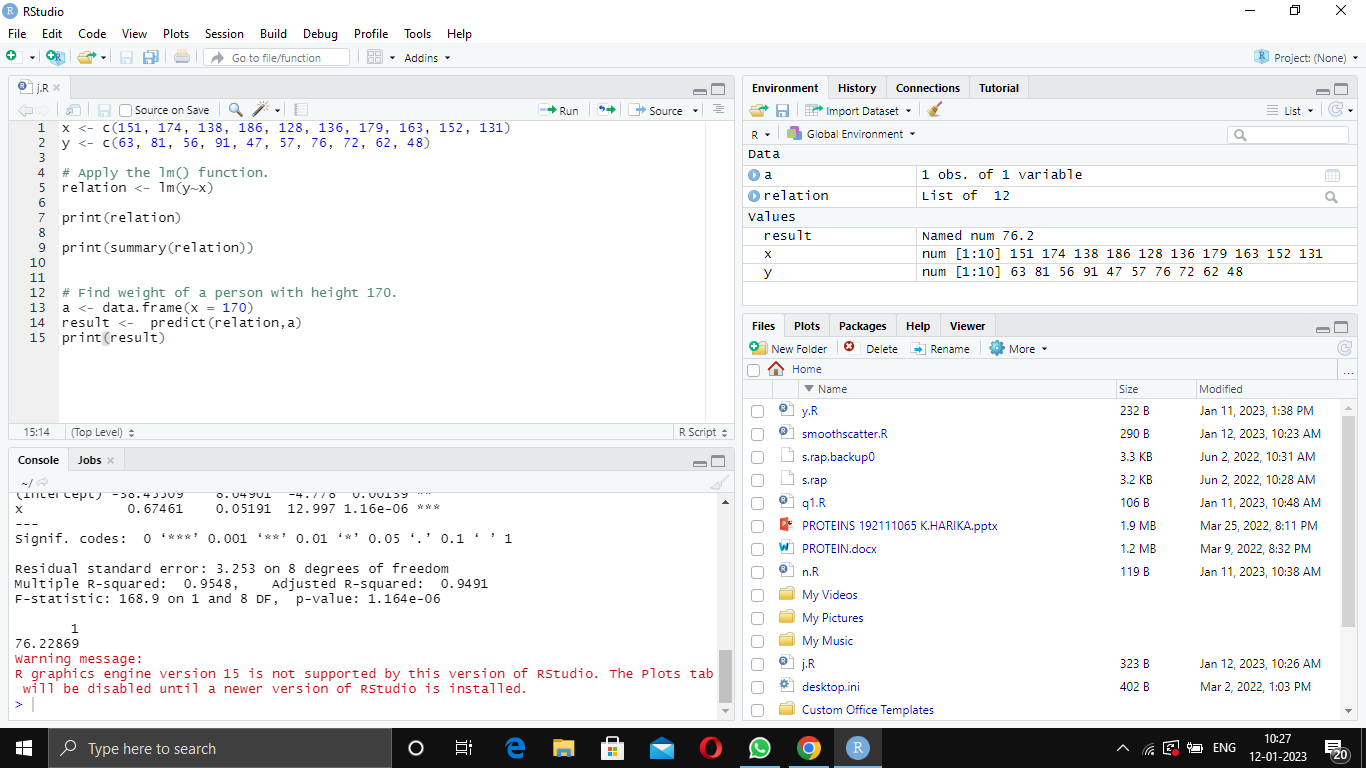 RStudio
File Edit Code View Plots Session Build Debug Profile Tools Help
Go to file/function Addins Project: (None)
j.R
Source on Save Run Source
1 x <- c(151, 174, 138, 186, 128, 136, 179, 163, 152, 131)
2 y <- c(63, 81, 56, 91, 47, 57, 76, 72, 62, 48)
3
4 # Apply the lm() function.
5 relation <- lm(y~x)
6
7 print(relation)
8
9 print(summary(relation))
10
11
12 # Find weight of a person with height 170.
13 a <- data.frame(x = 170)
14 result <-  predict(relation,a)
15 print(result)
15:14 (Top Level) R Script
Console Jobs
~/
(Intercept) -38.45509    8.04901  -4.778  0.00139 **
x             0.67461    0.05191  12.997 1.16e-06 ***
---
Signif. codes:  0 ‘***’ 0.001 ‘**’ 0.01 ‘*’ 0.05 ‘.’ 0.1 ‘ ’ 1
Residual standard error: 3.253 on 8 degrees of freedom
Multiple R-squared:  0.9548,    Adjusted R-squared:  0.9491
F-statistic: 168.9 on 1 and 8 DF,  p-value: 1.164e-06
1
76.22869
Warning message:
R graphics engine version 15 is not supported by this version of RStudio. The Plots tab
will be disabled until a newer version of RStudio is installed.
>
Environment History Connections Tutorial
Import Dataset List
R Global Environment
Data
a 1 obs. of 1 variable
relation List of  12
Values
result Named num 76.2
x num [1:10] 151 174 138 186 128 136 179 163 152 131
y num [1:10] 63 81 56 91 47 57 76 72 62 48
Files Plots Packages Help Viewer
New Folder Delete Rename More
Home ...
Name Size Modified
y.R 232 B Jan 11, 2023, 1:38 PM
smoothscatter.R 290 B Jan 12, 2023, 10:23 AM
s.rap.backup0 3.3 KB Jun 2, 2022, 10:31 AM
s.rap 3.2 KB Jun 2, 2022, 10:28 AM
q1.R 106 B Jan 11, 2023, 10:48 AM
PROTEINS 192111065 K.HARIKA.pptx 1.9 MB Mar 25, 2022, 8:11 PM
PROTEIN.docx 1.2 MB Mar 9, 2022, 8:32 PM
n.R 119 B Jan 11, 2023, 10:38 AM
My Videos
My Pictures
My Music
j.R 323 B Jan 12, 2023, 10:26 AM
desktop.ini 402 B Mar 2, 2022, 1:03 PM
Custom Office Templates
Type here to search
ENG
10:27
12-01-2023
20